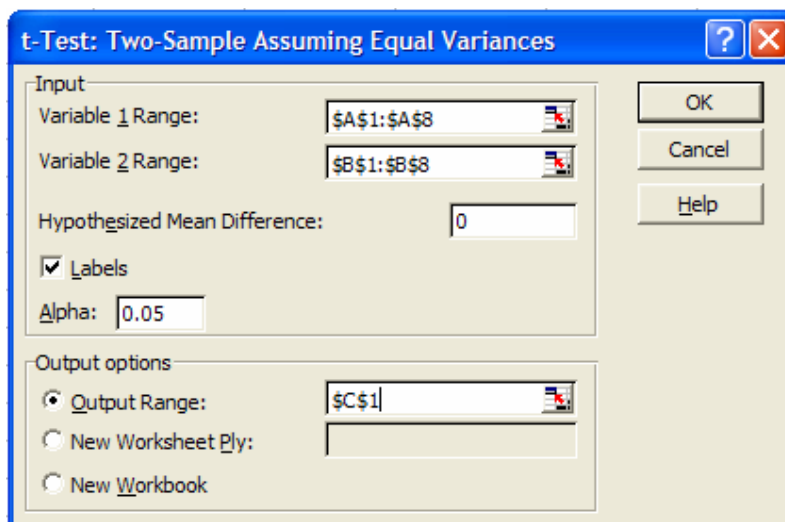 t-Test: Two-Sample Assuming Equal Variances
Input
Variable 1 Range: $A$1:$A$8
Variable 2 Range: $B$1:$B$8
Hypothesized Mean Difference: 0
Labels
Alpha: 0.05
OK
Cancel
Help
Output options
Output Range: $C$1
New Worksheet Ply:
New Workbook